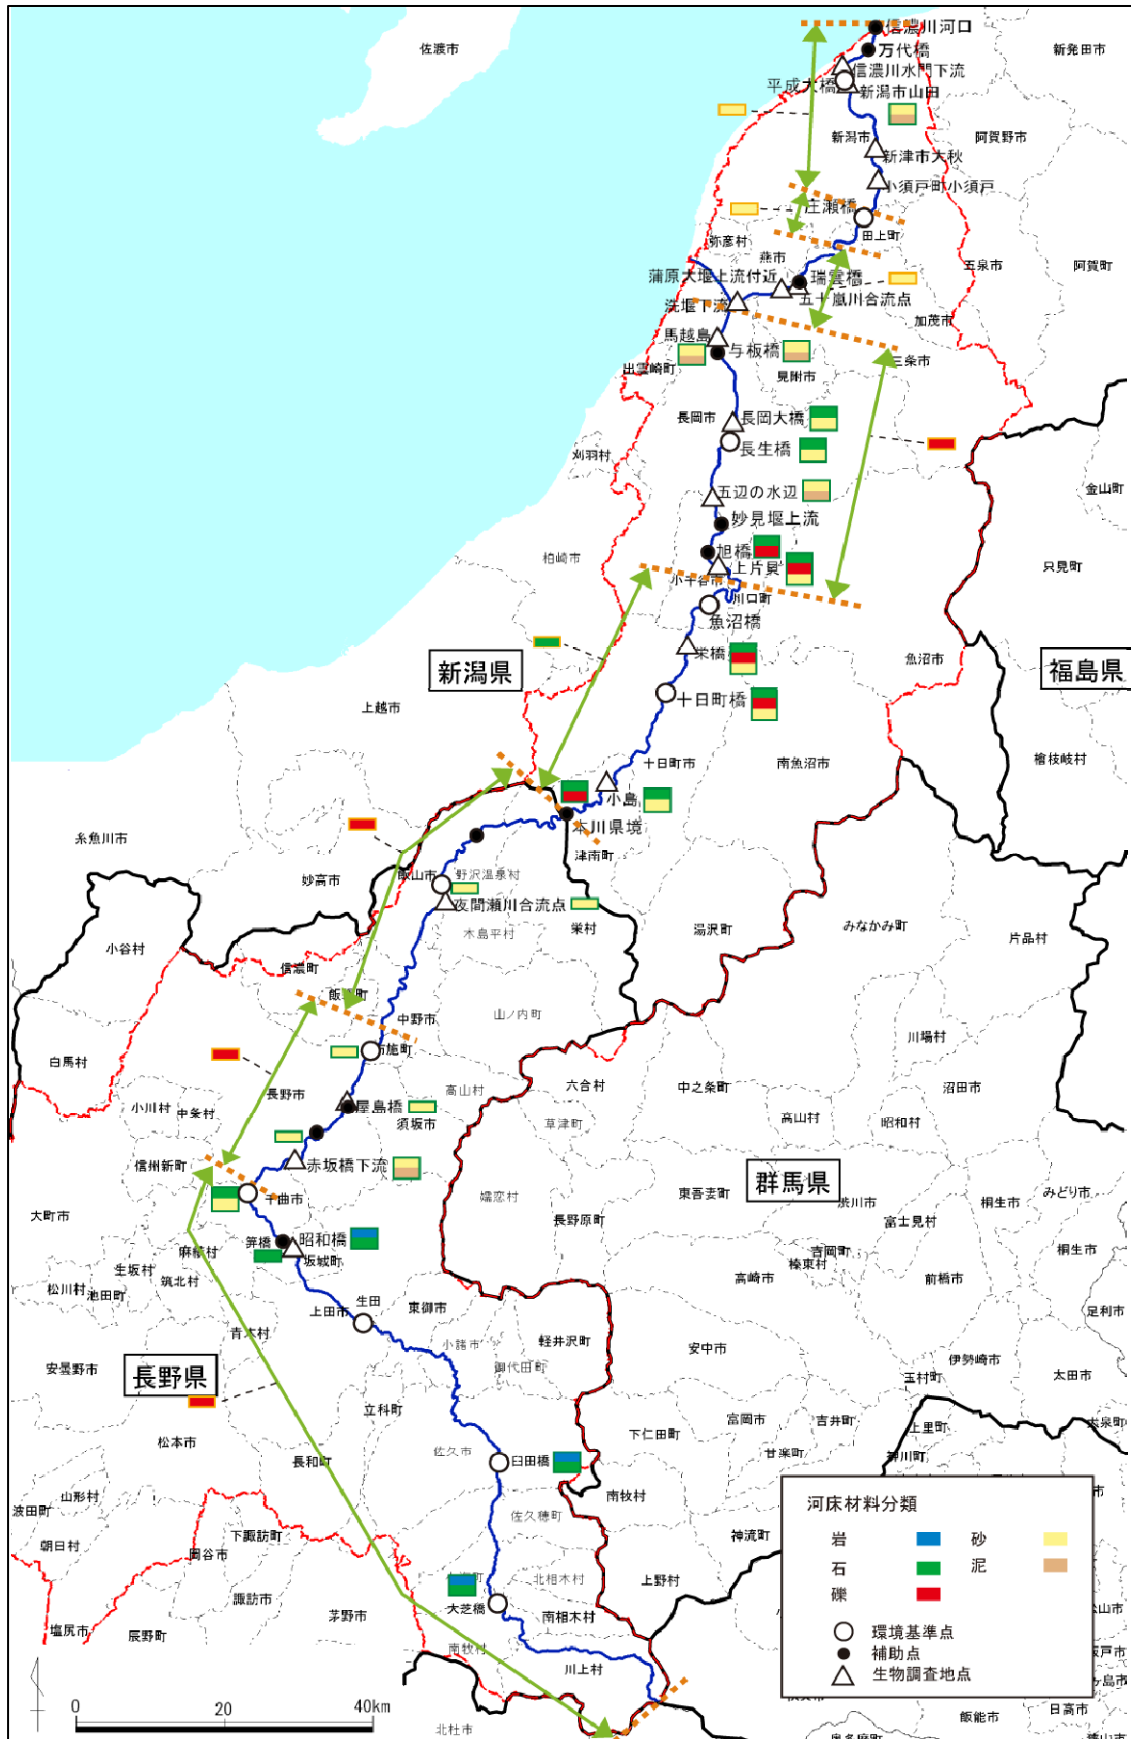 佐渡市
信濃川河口
万代橋
新発田市
信濃川水門下流
平成大橋
新潟市山田
新潟市
阿賀野市
新津市大秋
小須戸町小須戸
庄瀬橋
田上町
弥彦村
燕市
五泉市
阿賀町
蒲原大堰上流付近
瑞雲橋
五十嵐川合流点
洗堰下流
加茂市
馬越島
与板橋
三条市
出雲崎町
見附市
長岡市
長岡大橋
長生橋
刈羽村
金山町
五辺の水辺
妙見堰上流
旭橋
柏崎市
上片貝
只見町
小千谷市
川口町
魚沼橋
栄橋
魚沼市
新潟県
福島県
十日町橋
上越市
十日町市
南魚沼市
檜枝岐村
小島
本川県境
糸魚川市
津南町
妙高市
飯山市
野沢温泉村
夜間瀬川合流点
湯沢町
みなかみ町
片品村
小谷村
木島平村
栄村
信濃町
中野市
山ノ内町
川場村
白馬村
高山村
六合村
中之条町
沼田市
長野市
小川村
中条村
屋島橋
須坂市
草津町
高山村
昭和村
信州新町
赤坂橋下流
群馬県
千曲市
嬬恋村
東吾妻町
渋川市
桐生市
みどり市
大町市
長野原町
富士見村
笄橋
昭和橋
麻績村
坂城町
吉岡町
榛東村
桐生市
生坂村
筑北村
高崎市
前橋市
松川村
池田町
上田市
生田
東御市
足利市
青木村
小諸市
軽井沢町
安中市
安曇野市
御代田町
伊勢崎市
太田市
長野県
玉村町
立科町
富岡市
吉井町
上里町
大泉町
松本市
佐久市
下仁田町
甘楽町
神川町
長和町
臼田橋
山形村
南牧村
波田町
佐久穂町
神流町
朝日村
下諏訪町
岡谷市
上野村
北相木村
諏訪市
大芝橋
茅野市
南相木村
塩尻市
辰野町
南牧村
川上村
北杜市
飯能市
日高市
河床材料分類
岩
砂
石
泥
礫
環境基準点
補助点
生物調査地点
0
20
40km